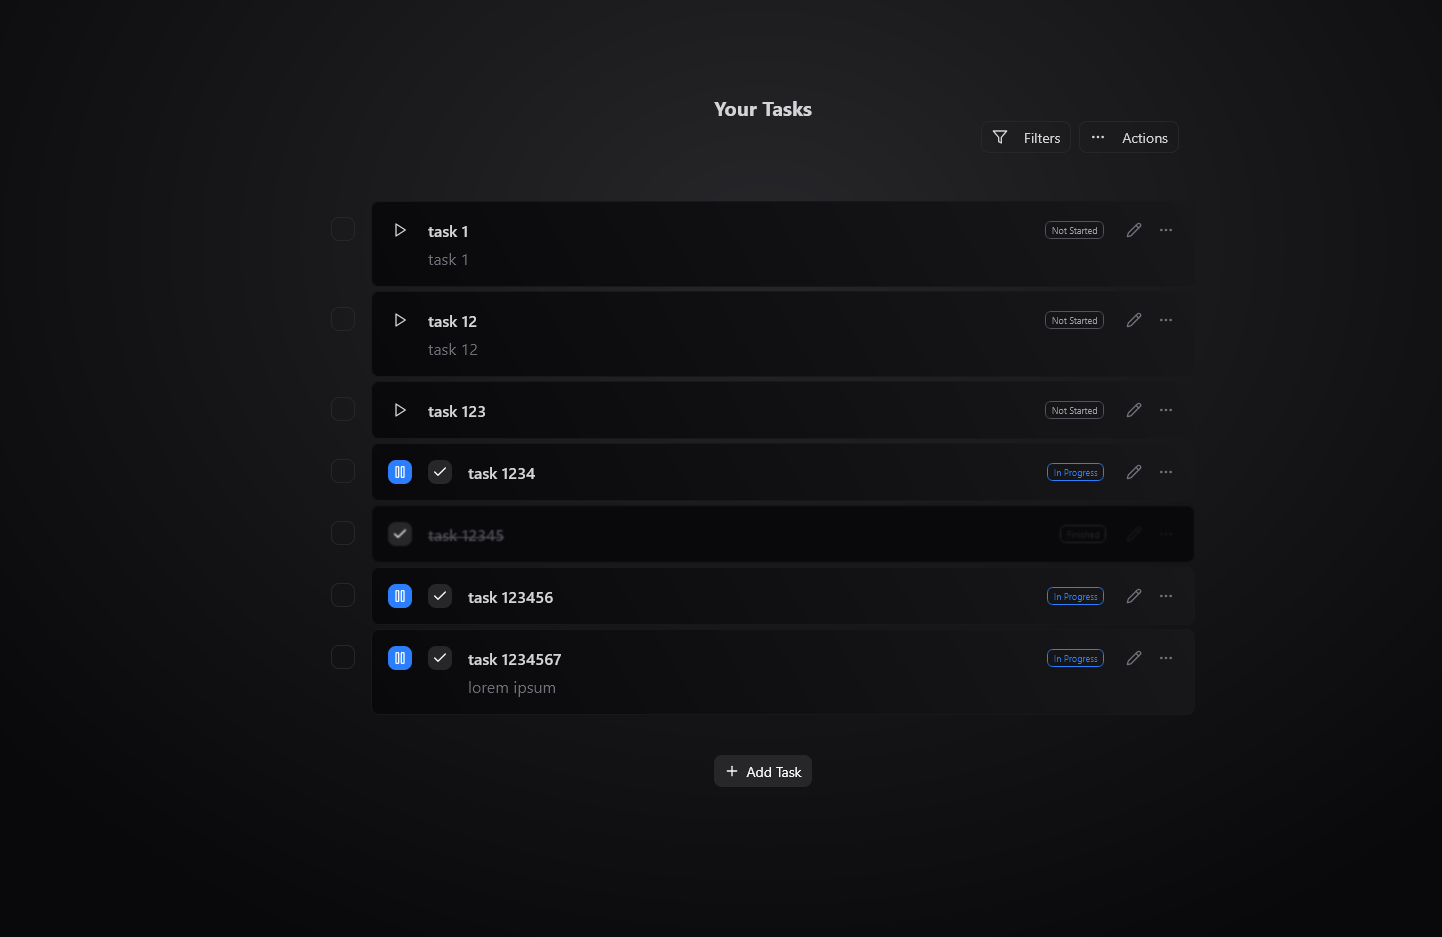 Your Tasks
Filters
Actions
task 1
Not Started
task 1
task 12
Not Started
task 12
task 123
Not Started
task 1234
In Progress
task 12345
Finished
task 123456
In Progress
task 1234567
In Progress
lorem ipsum
Add Task